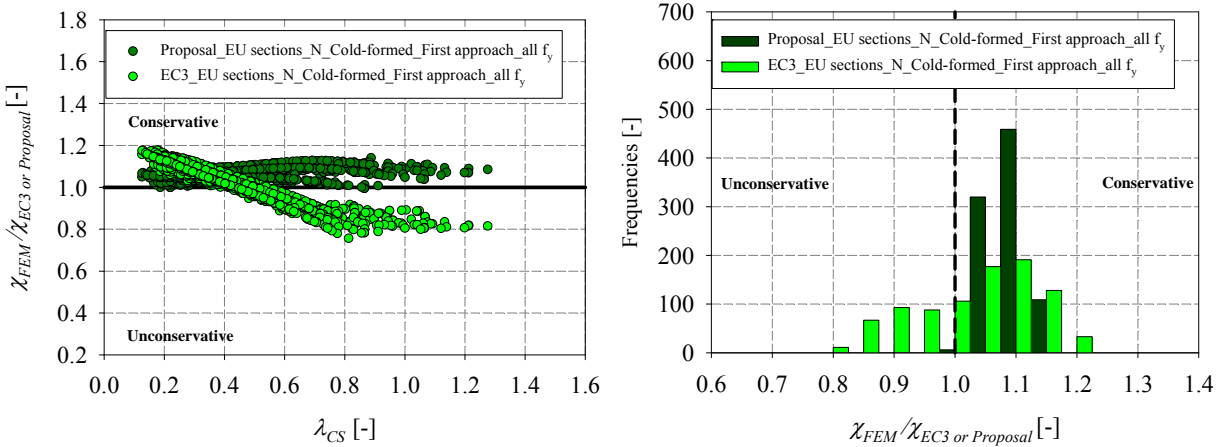 1.8
1.6
1.4
1.2
1.0
0.8
0.6
0.4
0.2
χFEM/χEC3 or Proposal [-]
Proposal_EU sections_N_Cold-formed_First approach_all fy
EC3_EU sections_N_Cold-formed_First approach_all fy
Conservative
Unconservative
0.0 0.2 0.4 0.6 0.8 1.0 1.2 1.4 1.6
λCS [-]
700
600
500
400
300
200
100
0
Frequencies [-]
Proposal_EU sections_N_Cold-formed_First approach_all fy
EC3_EU sections_N_Cold-formed_First approach_all fy
Unconservative
Conservative
0.6 0.7 0.8 0.9 1.0 1.1 1.2 1.3 1.4
χFEM/χEC3 or Proposal [-]